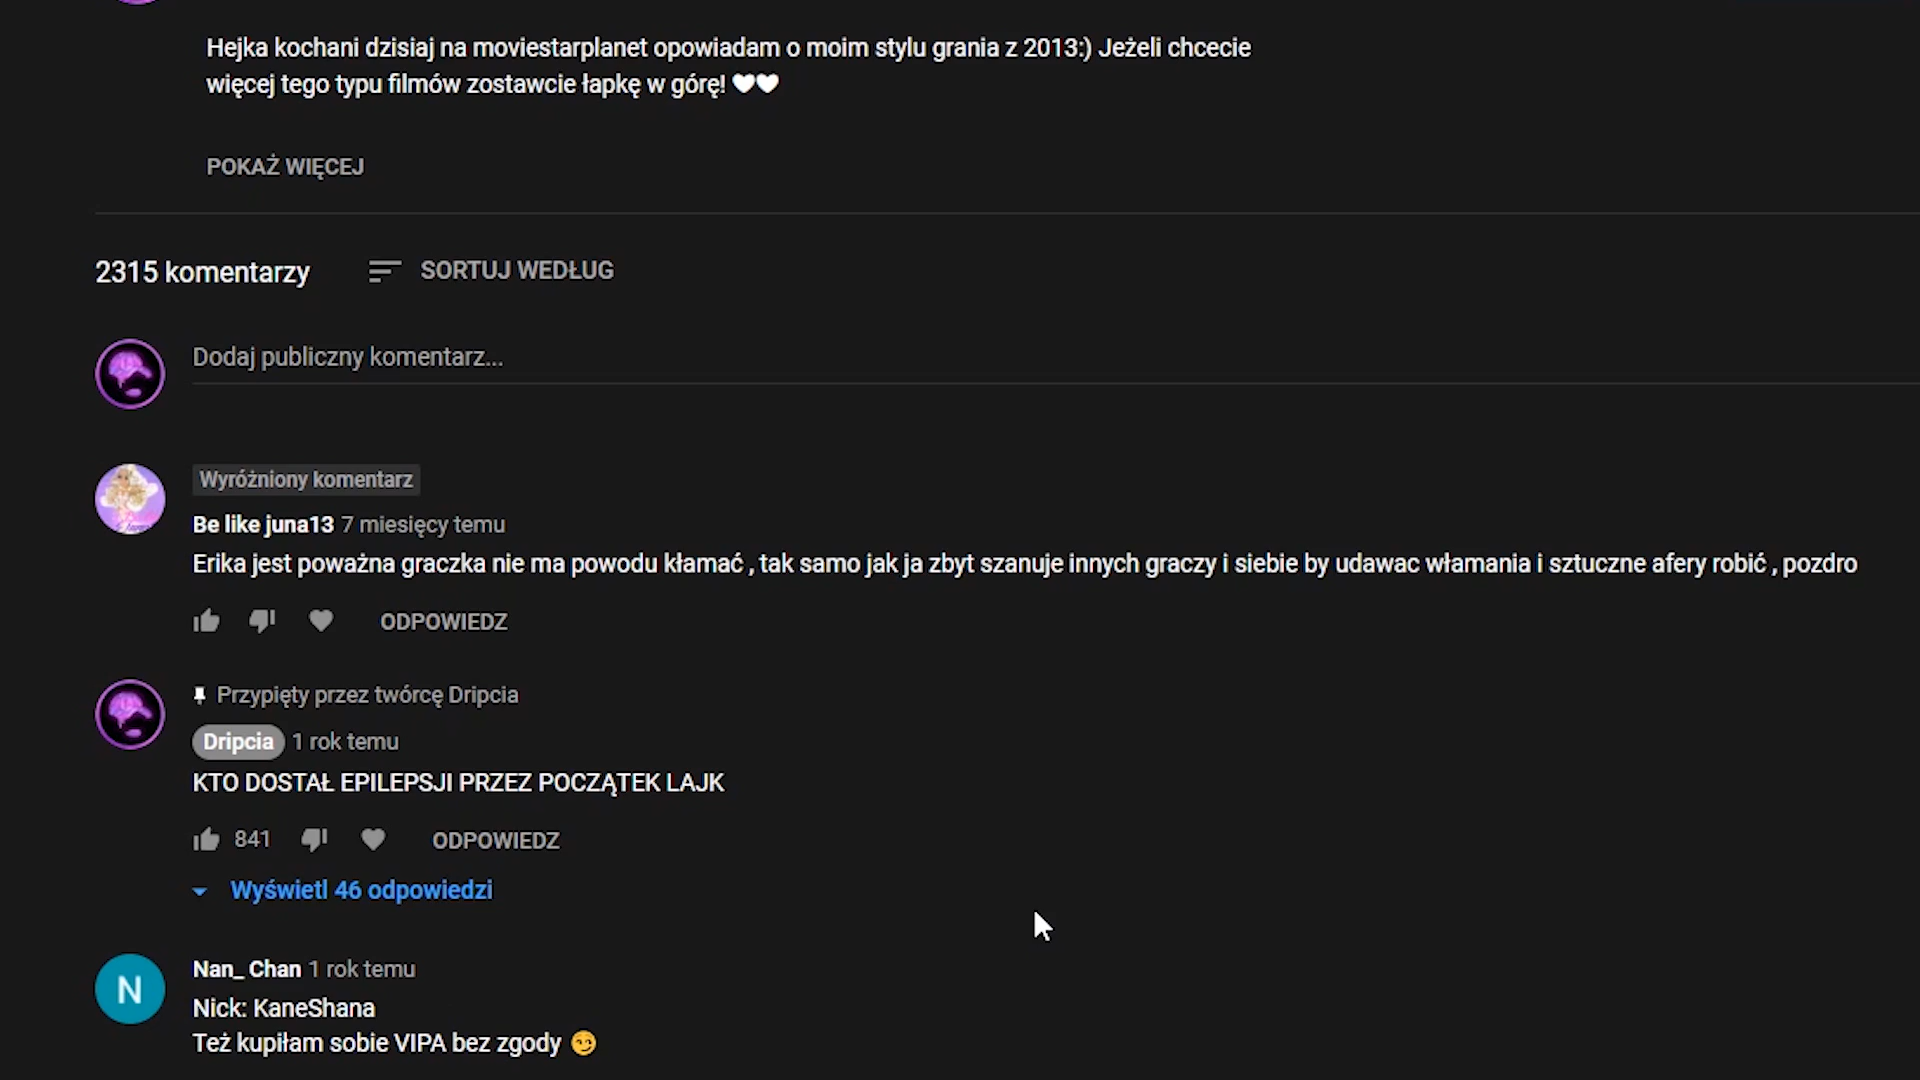 Hejka kochani dzisiaj na moviestarplanet opowiadam o moim stylu grania z 2013:) Jeżeli chcecie
więcej tego typu filmów zostawcie łapkę w górę! 🤍🤍
POKAŻ WIĘCEJ
2315 komentarzy SORTUJ WEDŁUG
Dodaj publiczny komentarz...
Wyróżniony komentarz
Be like juna13 7 miesięcy temu
Erika jest poważna graczka nie ma powodu kłamać , tak samo jak ja zbyt szanuje innych graczy i siebie by udawac włamania i sztuczne afery robić , pozdro
ODPOWIEDZ
Przypięty przez twórcę Dripcia
Dripcia 1 rok temu
KTO DOSTAŁ EPILEPSJI PRZEZ POCZĄTEK LAJK
841 ODPOWIEDZ
Wyświetl 46 odpowiedzi
N
Nan_ Chan 1 rok temu
Nick: KaneShana
Też kupiłam sobie VIPA bez zgody 😏